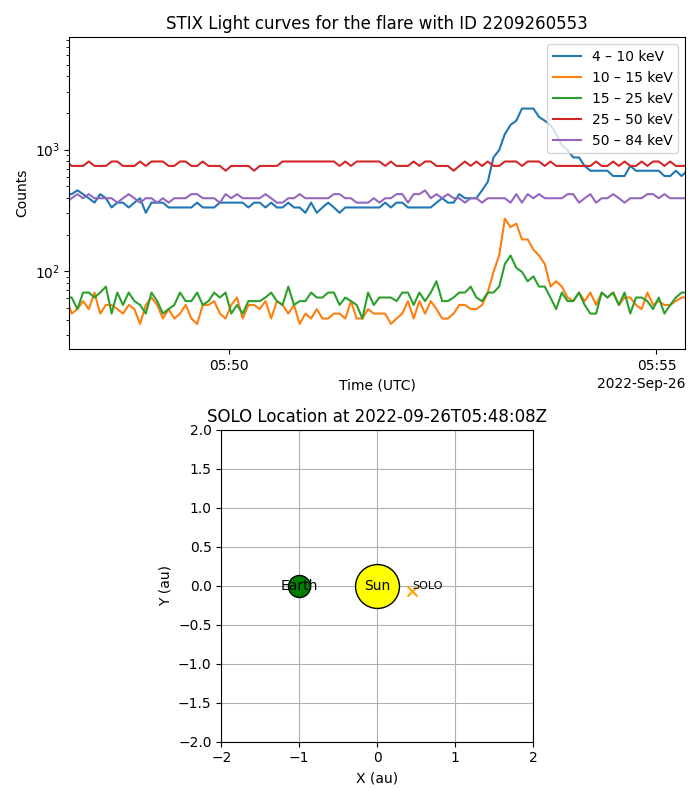 STIX Light curves for the flare with ID 2209260553
4 – 10 keV
10 – 15 keV
15 – 25 keV
25 – 50 keV
50 – 84 keV
10³
10²
Counts
05:50
05:55
Time (UTC)
2022-Sep-26
SOLO Location at 2022-09-26T05:48:08Z
2.0
1.5
1.0
0.5
0.0
−0.5
−1.0
−1.5
−2.0
Y (au)
Earth
Sun
SOLO
−2
−1
0
1
2
X (au)